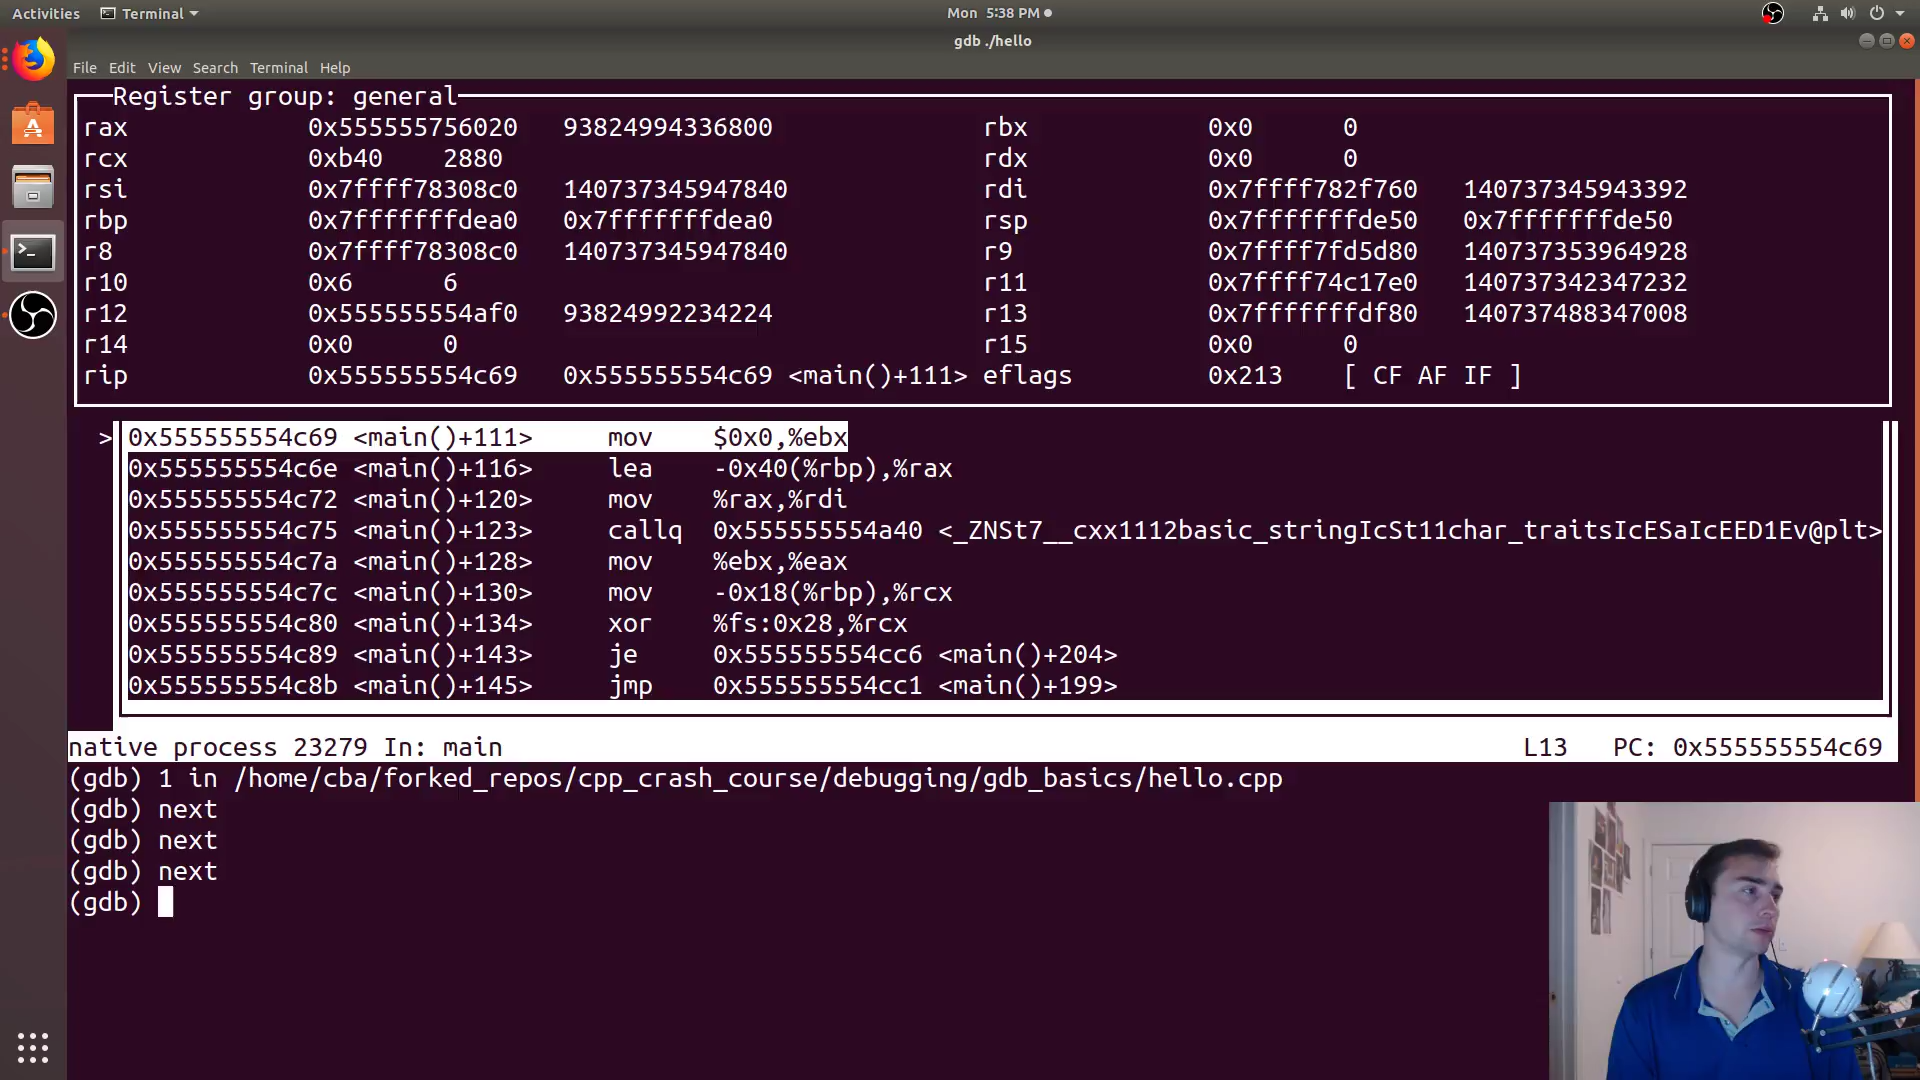 Activities Terminal Mon 5:38 PM
gdb ./hello
File Edit View Search Terminal Help
Register group: general
rax 0x555555756020 93824994336800 rbx 0x0 0
rcx 0xb40 2880 rdx 0x0 0
rsi 0x7ffff78308c0 140737345947840 rdi 0x7ffff782f760 140737345943392
rbp 0x7fffffffdea0 0x7fffffffdea0 rsp 0x7fffffffde50 0x7fffffffde50
r8 0x7ffff78308c0 140737345947840 r9 0x7ffff7fd5d80 140737353964928
r10 0x6 6 r11 0x7ffff74c17e0 140737342347232
r12 0x555555554af0 93824992234224 r13 0x7fffffffdf80 140737488347008
r14 0x0 0 r15 0x0 0
rip 0x555555554c69 0x555555554c69 <main()+111> eflags 0x213 [ CF AF IF ]
> 0x555555554c69 <main()+111> mov $0x0,%ebx
0x555555554c6e <main()+116> lea -0x40(%rbp),%rax
0x555555554c72 <main()+120> mov %rax,%rdi
0x555555554c75 <main()+123> callq 0x555555554a40 <_ZNSt7__cxx1112basic_stringIcSt11char_traitsIcESaIcEED1Ev@plt>
0x555555554c7a <main()+128> mov %ebx,%eax
0x555555554c7c <main()+130> mov -0x18(%rbp),%rcx
0x555555554c80 <main()+134> xor %fs:0x28,%rcx
0x555555554c89 <main()+143> je 0x555555554cc6 <main()+204>
0x555555554c8b <main()+145> jmp 0x555555554cc1 <main()+199>
native process 23279 In: main L13 PC: 0x555555554c69
(gdb) 1 in /home/cba/forked_repos/cpp_crash_course/debugging/gdb_basics/hello.cpp
(gdb) next
(gdb) next
(gdb) next
(gdb)